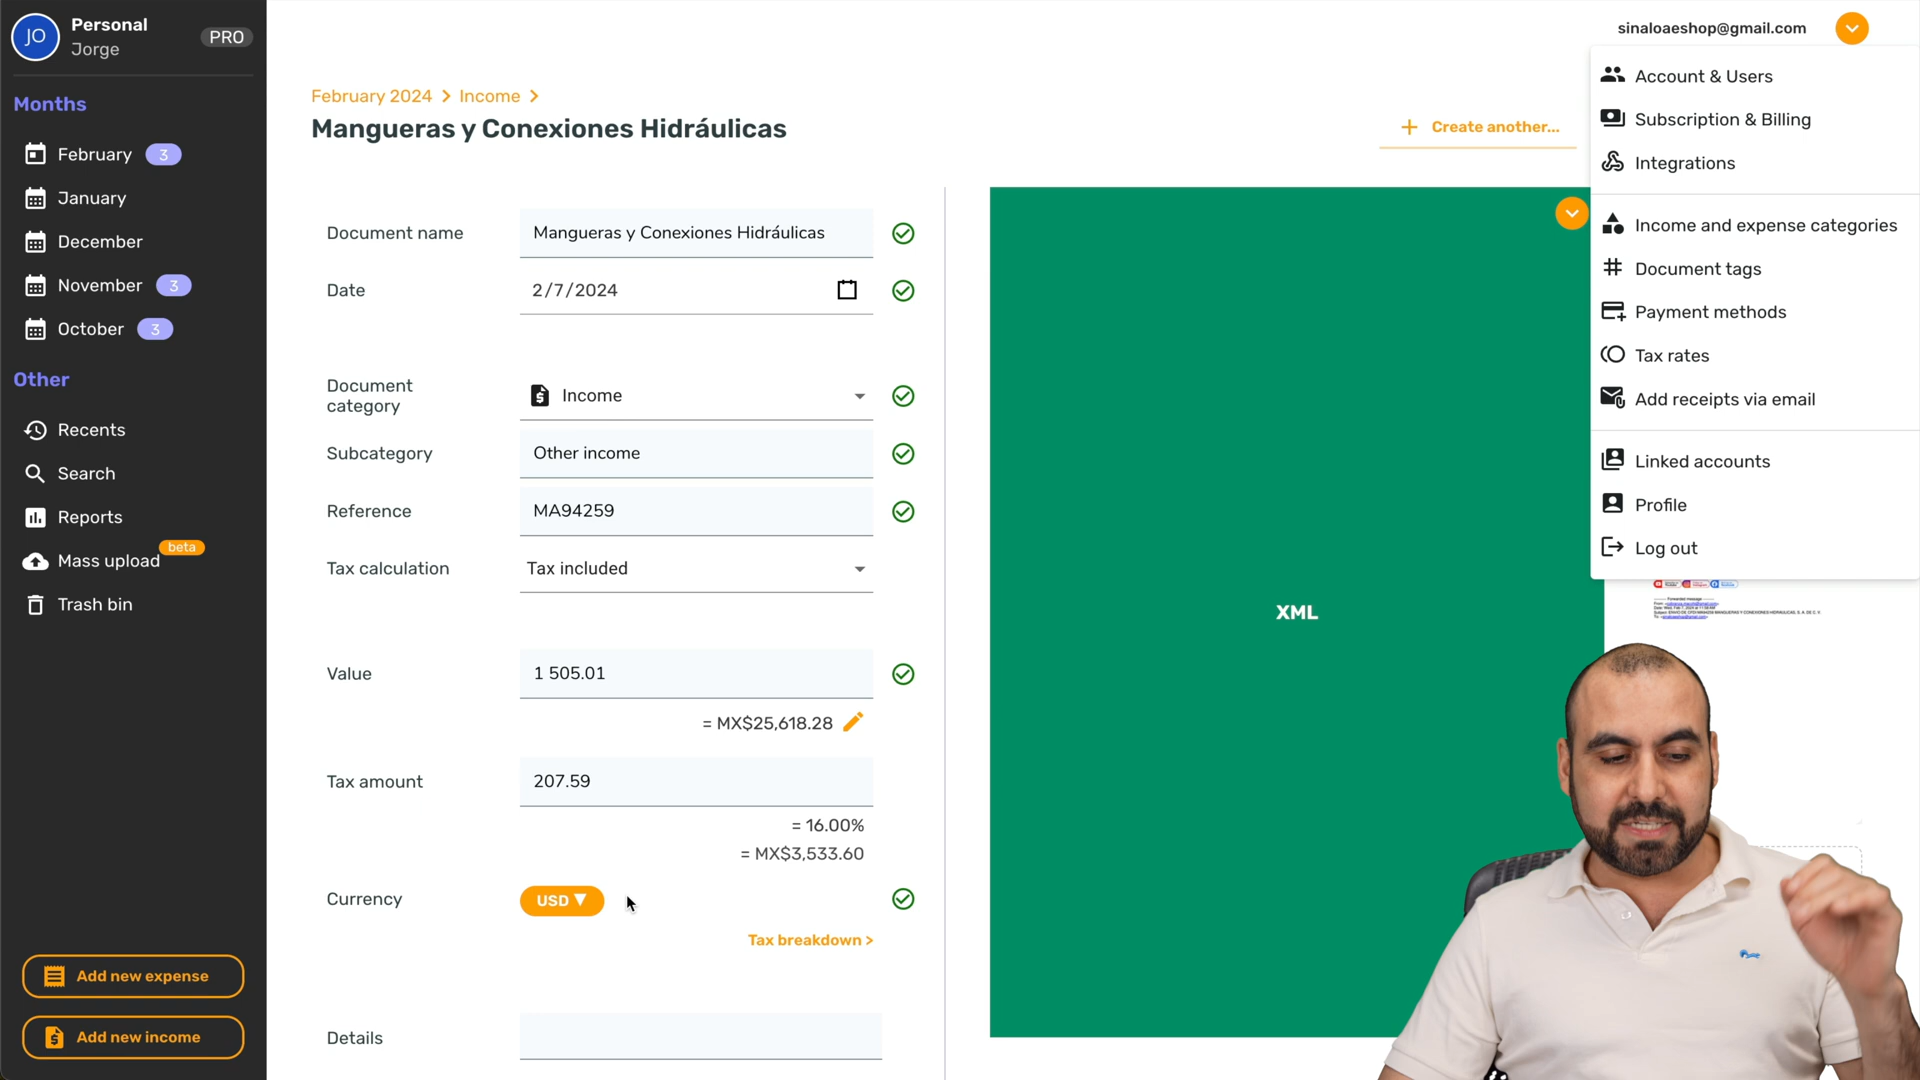 JO
Personal
Jorge
PRO
Months
February 3
January
December
November 3
October 3
Other
Recents
Search
Reports
Mass upload beta
Trash bin
Add new expense
Add new income
sinaloaeshop@gmail.com
February 2024 > Income >
Mangueras y Conexiones Hidráulicas
+ Create another...
Document name
Mangueras y Conexiones Hidráulicas
Date
2/7/2024
Document
category
Income
Subcategory
Other income
Reference
MA94259
Tax calculation
Tax included
Value
1 505.01
= MX$25,618.28
Tax amount
207.59
= 16.00%
= MX$3,533.60
Currency
USD ▼
Tax breakdown >
Details
XML
Account & Users
Subscription & Billing
Integrations
Income and expense categories
Document tags
Payment methods
Tax rates
Add receipts via email
Linked accounts
Profile
Log out